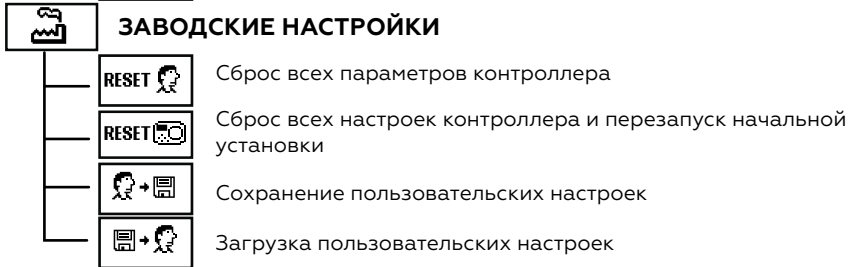 ЗАВОДСКИЕ НАСТРОЙКИ
RESET Сброс всех параметров контроллера
RESET Сброс всех настроек контроллера и перезапуск начальной
установки
Сохранение пользовательских настроек
Загрузка пользовательских настроек